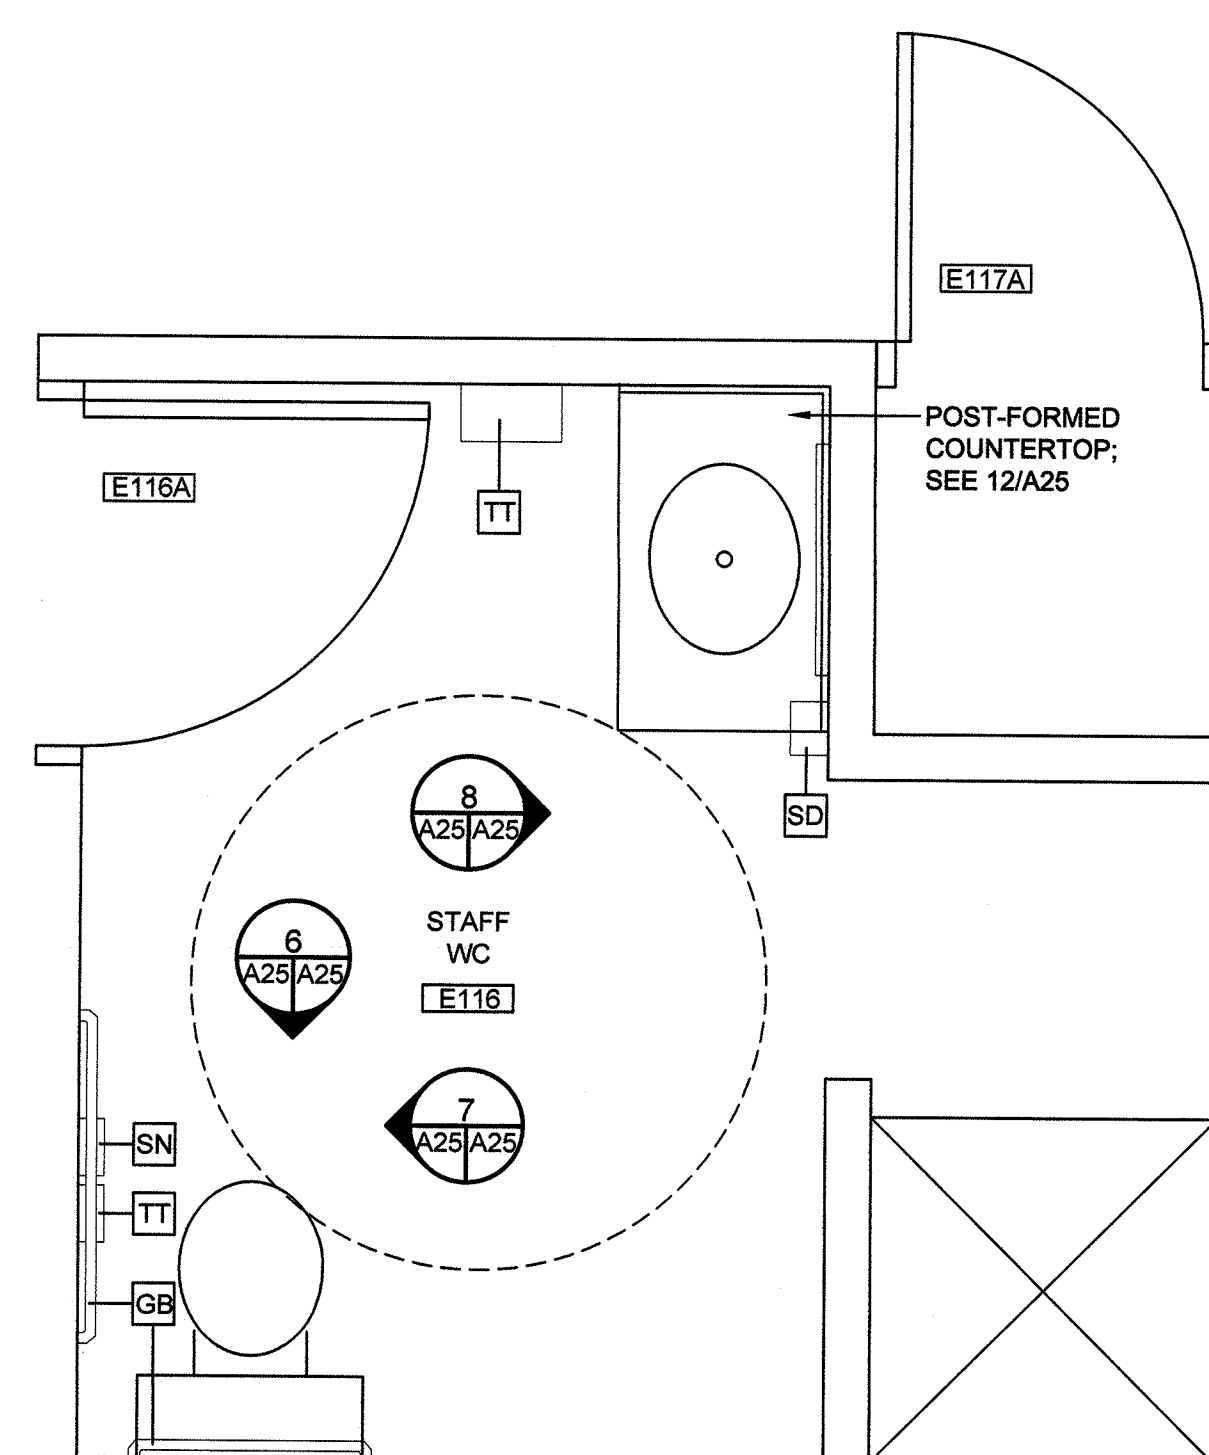 E117A
POST-FORMED
COUNTERTOP;
SEE 12/A25
E116A
TT
SD
8
A25 A25
STAFF
WC
E116
6
A25 A25
7
A25 A25
SN
TT
GB